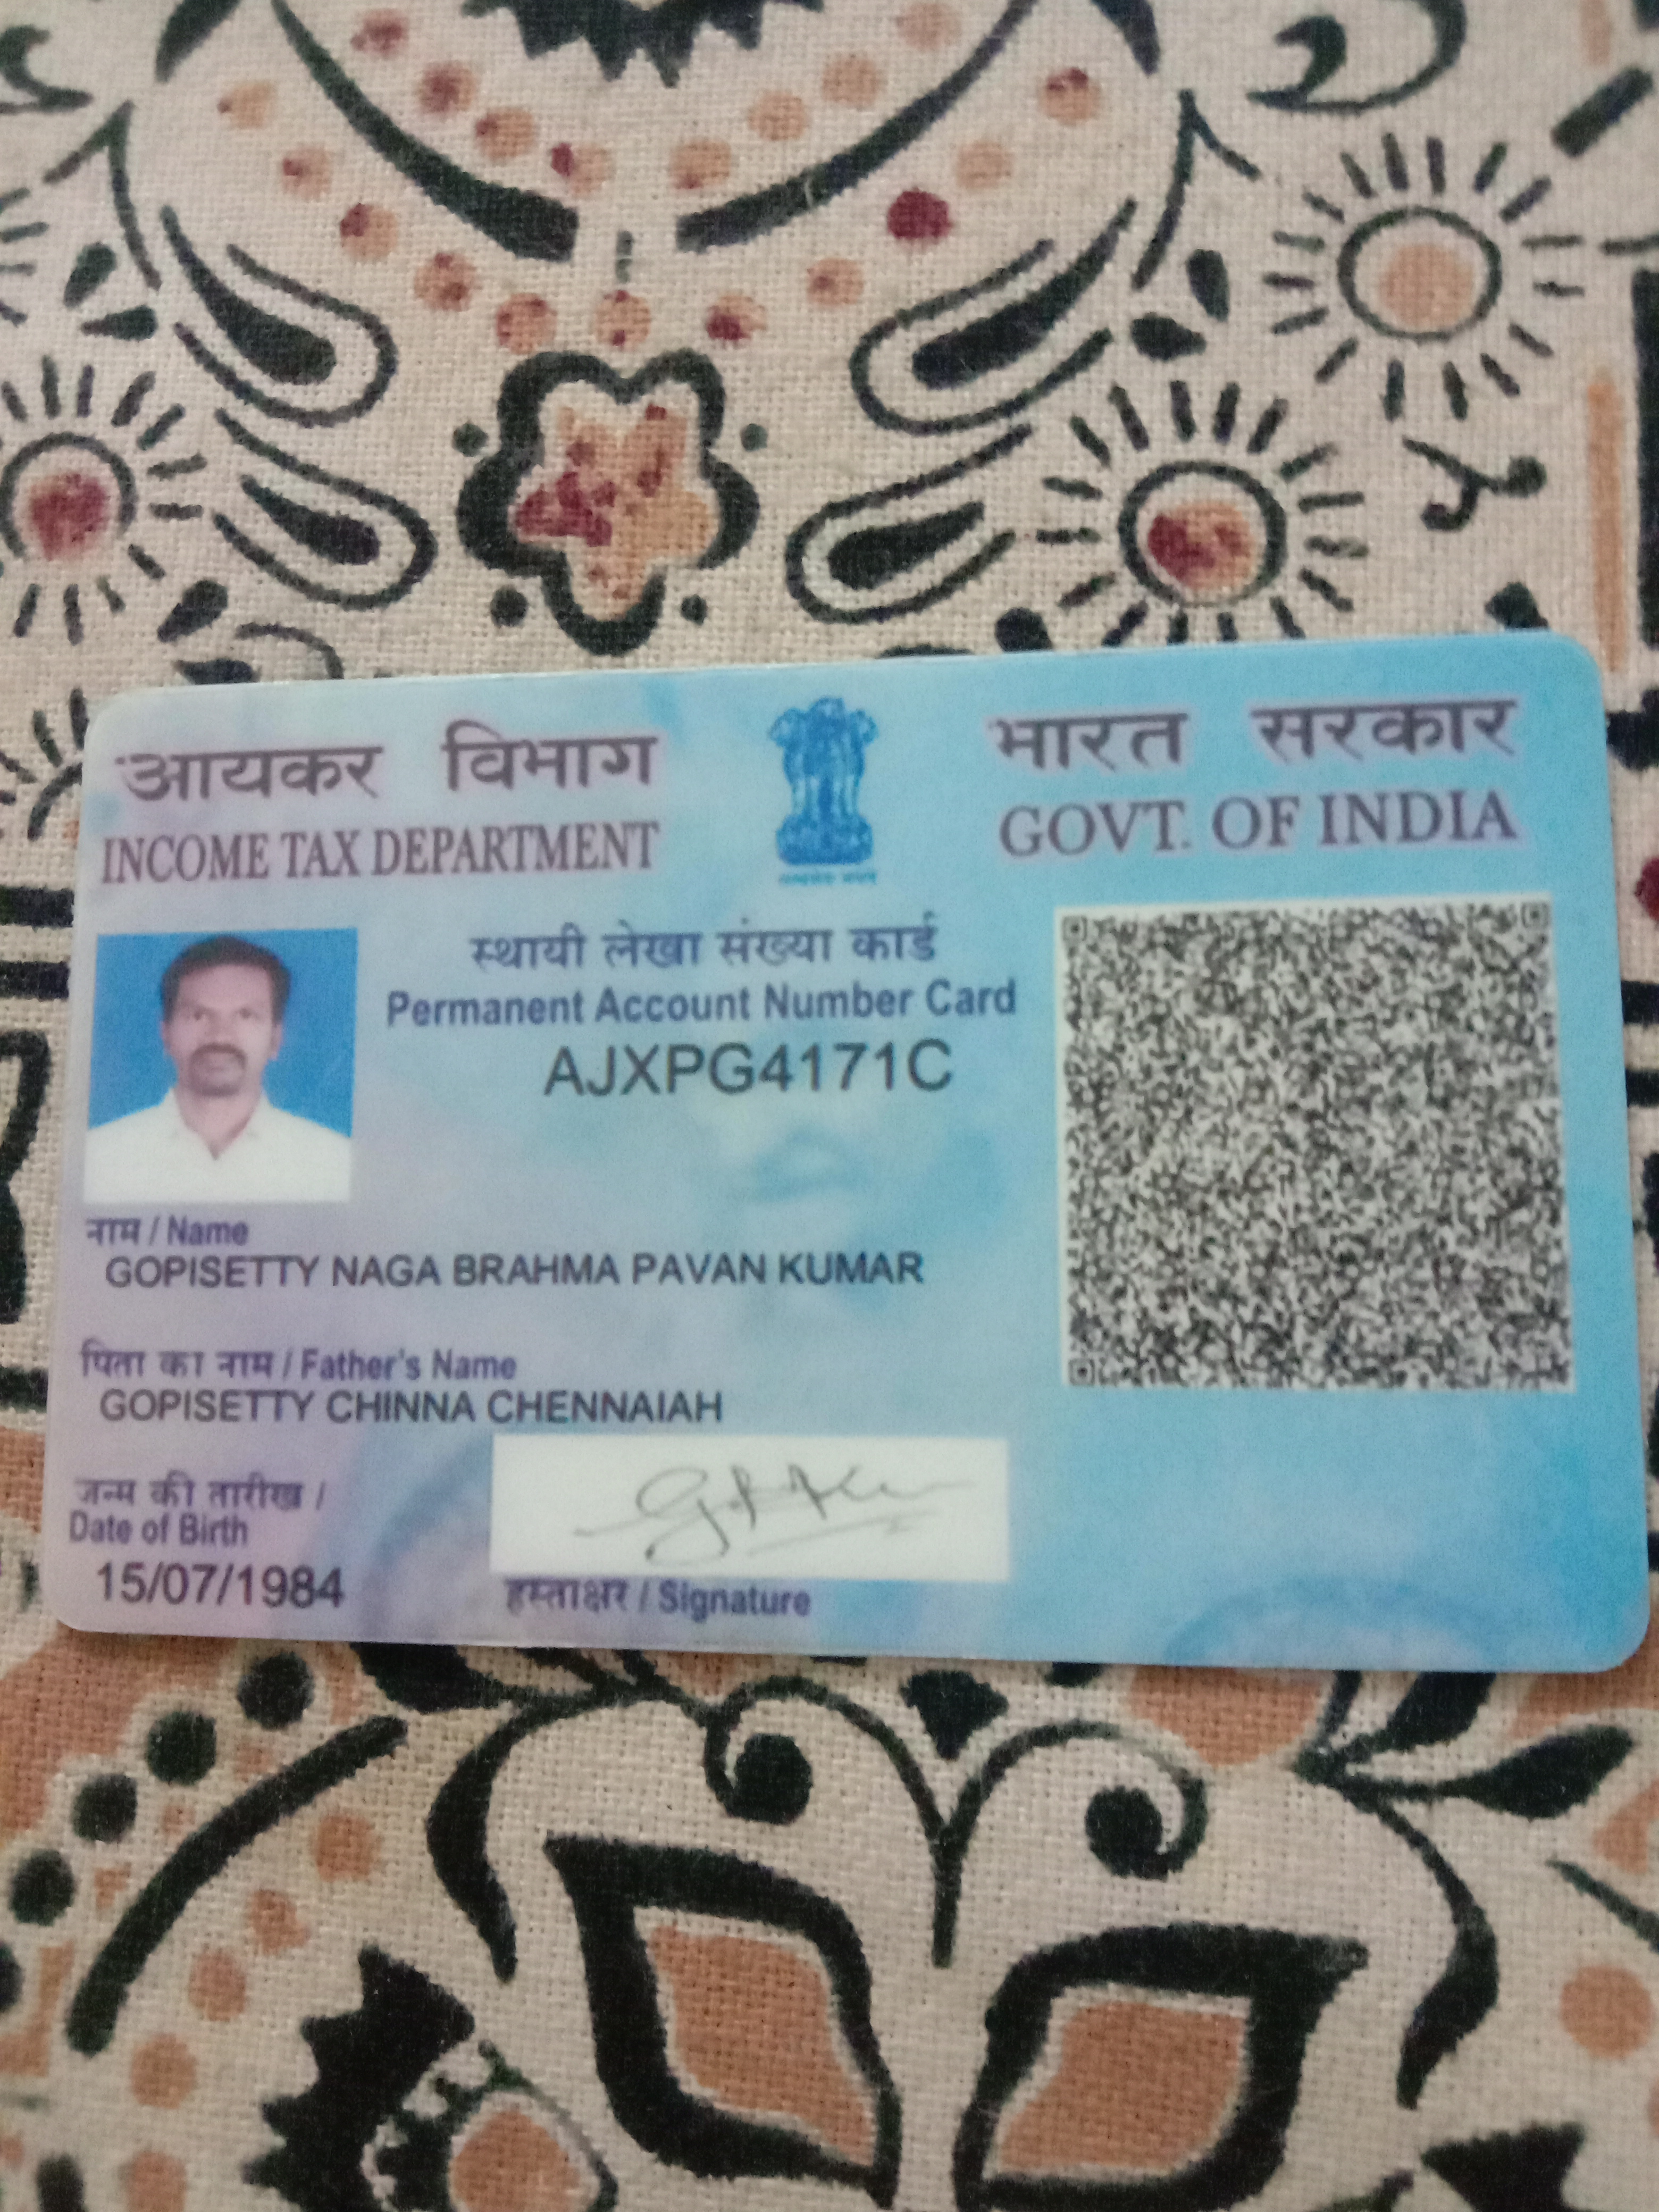 आयकर विभाग
INCOME TAX DEPARTMENT
भारत सरकार
GOVT. OF INDIA
स्थायी लेखा संख्या कार्ड
Permanent Account Number Card
AJXPG4171C
नाम / Name
GOPISETTY NAGA BRAHMA PAVAN KUMAR
पिता का नाम / Father's Name
GOPISETTY CHINNA CHENNAIAH
जन्म की तारीख /
Date of Birth
15/07/1984
हस्ताक्षर / Signature